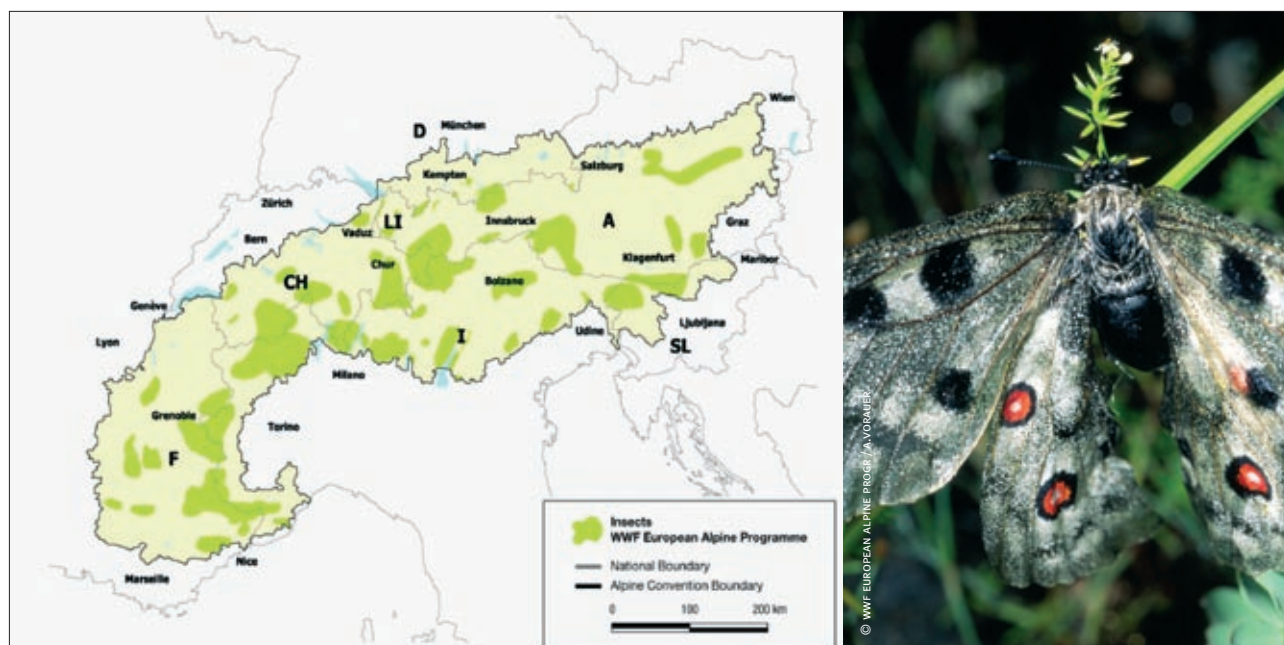 Wien
D
München
Kempten
Salzburg
Zürich
LI
Innsbruck
A
Graz
Bern
Vaduz
Klagenfurt
Maribor
Chur
CH
Bolzano
Genève
Ljubljana
I
Udine
SL
Lyon
Milano
Grenoble
Torino
F
Nice
Marseille
Insects
WWF European Alpine Programme
National Boundary
Alpine Convention Boundary
0 100 200 km
© WWF EUROPEAN ALPINE PROGR / A.VORAUER